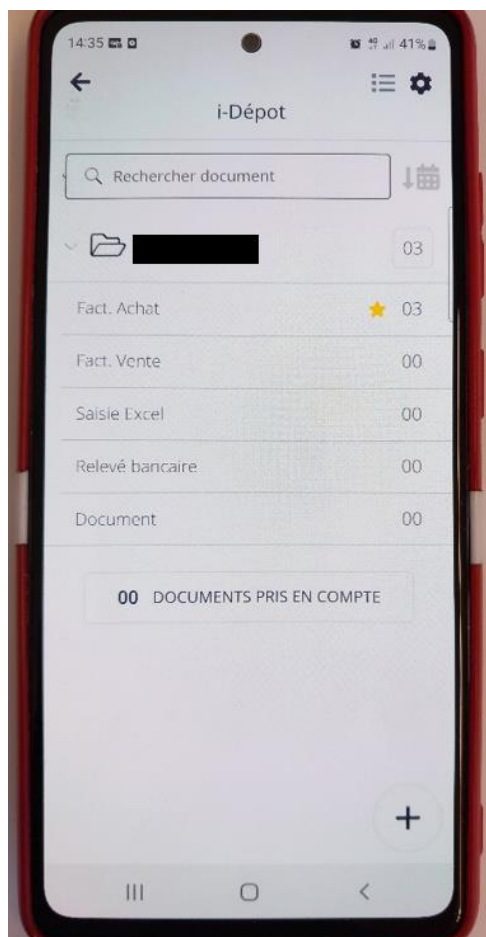 14:35 4G 41%
i-Dépot
Rechercher document
03
Fact. Achat 03
Fact. Vente 00
Saisie Excel 00
Relevé bancaire 00
Document 00
00 DOCUMENTS PRIS EN COMPTE